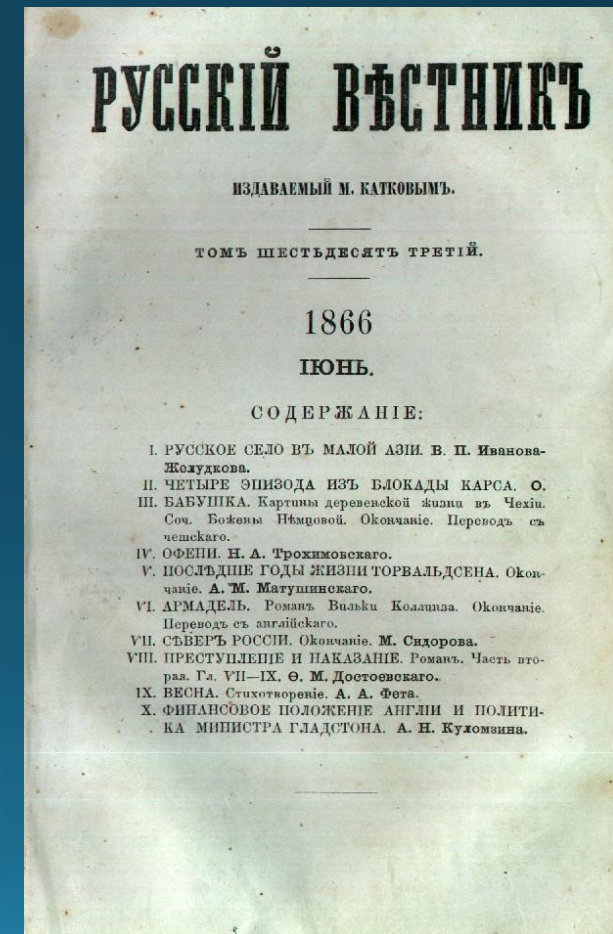 РУССКІЙ ВѢСТНИКЪ
ИЗДАВАЕМЫЙ М. КАТКОВЫМЪ.
ТОМЪ ШЕСТЬДЕСЯТЪ ТРЕТІЙ.
1866
ІЮНЬ.
СОДЕРЖАНІЕ:
I. РУССКОЕ СЕЛО ВЪ МАЛОЙ АЗІИ. В. П. Иванова-
Желудкова.
II. ЧЕТЫРЕ ЭПИЗОДА ИЗЪ БЛОКАДЫ КАРСА. О.
III. БАБУШКА. Картины деревенской жизни въ Чехіи.
Соч. Божены Нѣмцовой. Окончаніе. Переводъ съ
чешскаго.
IV. ОФЕНИ. Н. А. Трохимовскаго.
V. ПОСЛѢДНІЕ ГОДЫ ЖИЗНИ ТОРВАЛЬДСЕНА. Окон-
чаніе. А. М. Матушинскаго.
VI. АРМАДЕЛЬ. Романъ Вильки Коллинза. Окончаніе.
Переводъ съ англійскаго.
VII. СѢВЕРЪ РОССІИ. Окончаніе. М. Сидорова.
VIII. ПРЕСТУПЛЕНІЕ И НАКАЗАНІЕ. Романъ. Часть вто-
рая. Гл. VII—IX. Ѳ. М. Достоевскаго.
IX. ВЕСНА. Стихотвореніе. А. А. Фета.
X. ФИНАНСОВОЕ ПОЛОЖЕНІЕ АНГЛІИ И ПОЛИТИ-
КА МИНИСТРА ГЛАДСТОНА. А. Н. Куломзина.